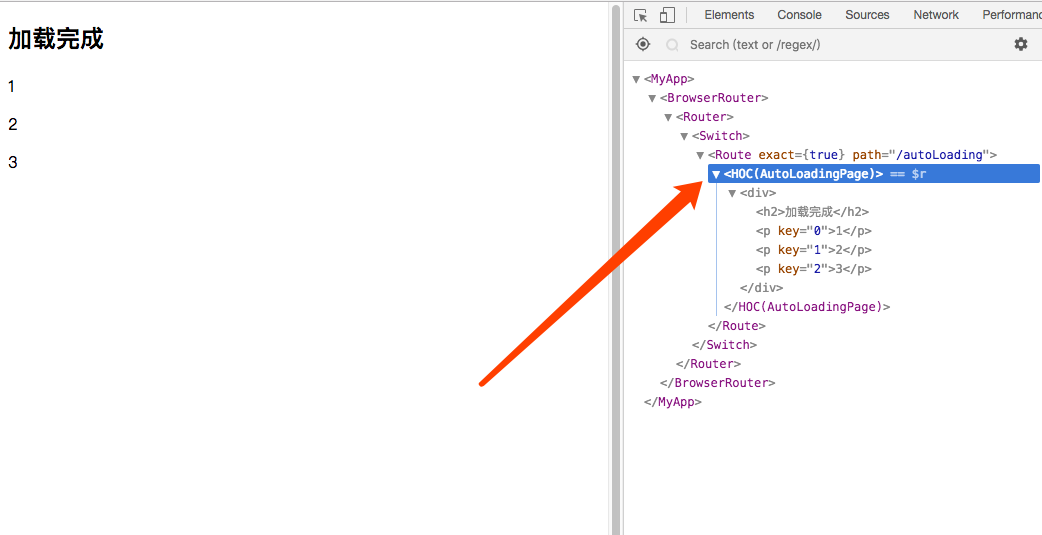 加载完成
1
2
3
Elements Console Sources Network Performanc
Search (text or /regex/)
<MyApp>
<BrowserRouter>
<Router>
<Switch>
<Route exact={true} path="/autoLoading">
<HOC(AutoLoadingPage)> == $r
<div>
<h2>加载完成</h2>
<p key="0">1</p>
<p key="1">2</p>
<p key="2">3</p>
</div>
</HOC(AutoLoadingPage)>
</Route>
</Switch>
</Router>
</BrowserRouter>
</MyApp>